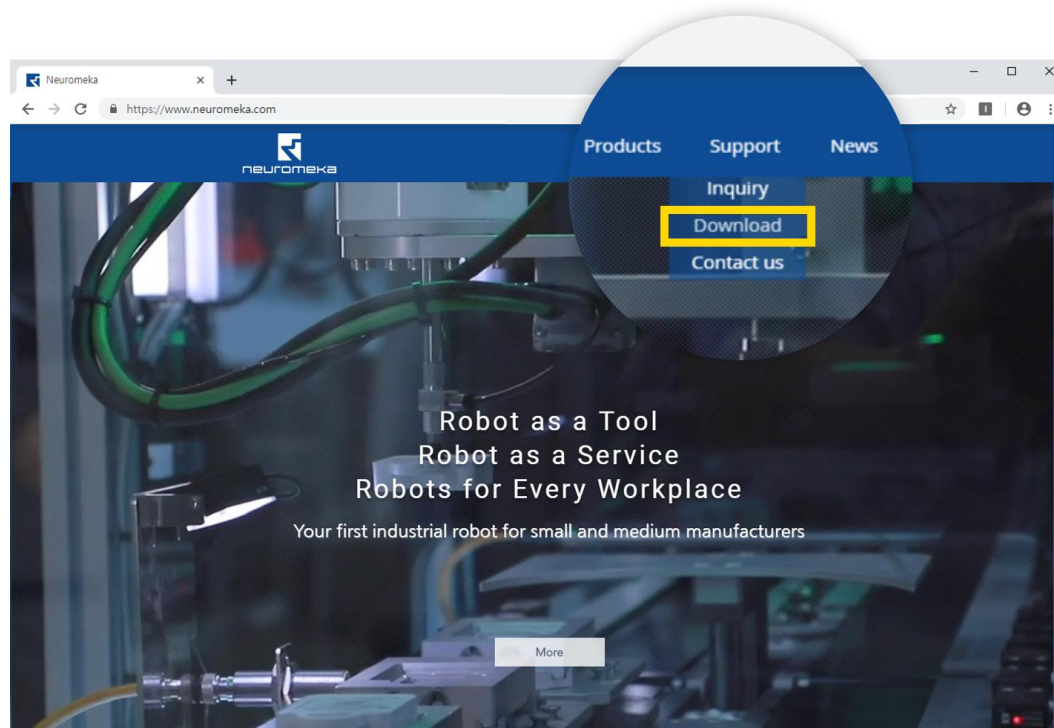 Neuromeka
https://www.neuromeka.com
neuromeka
Products Support News
Inquiry
Download
Contact us
Robot as a Tool
Robot as a Service
Robots for Every Workplace
Your first industrial robot for small and medium manufacturers
More